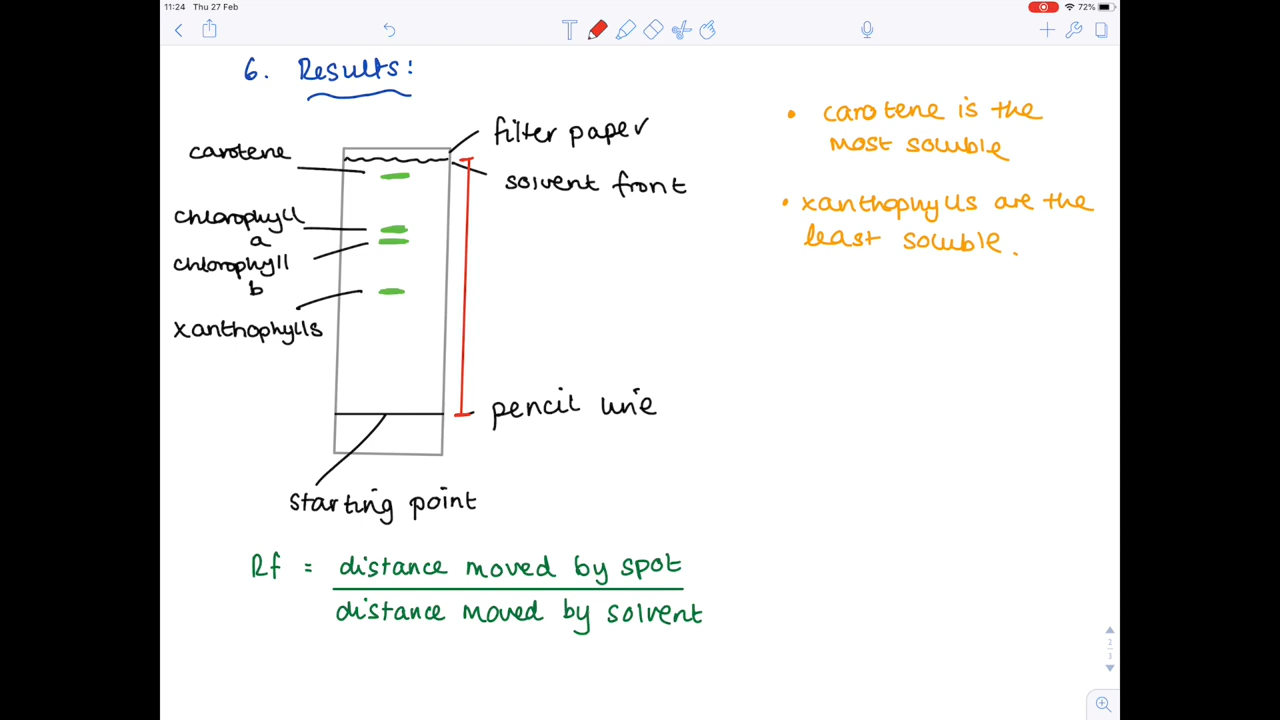 11:24 Thu 27 Feb
72%
6. Results:
carotene
filter paper
solvent front
chlorophyll
a
chlorophyll
b
xanthophylls
pencil line
starting point
Rf = distance moved by spot
distance moved by solvent
• carotene is the
most soluble
• xanthophylls are the
least soluble.
2
3